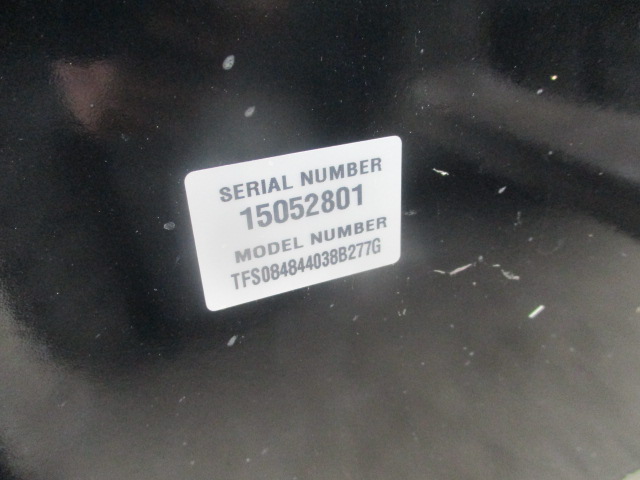 SERIAL NUMBER
15052801
MODEL NUMBER
TFS084844038B277G